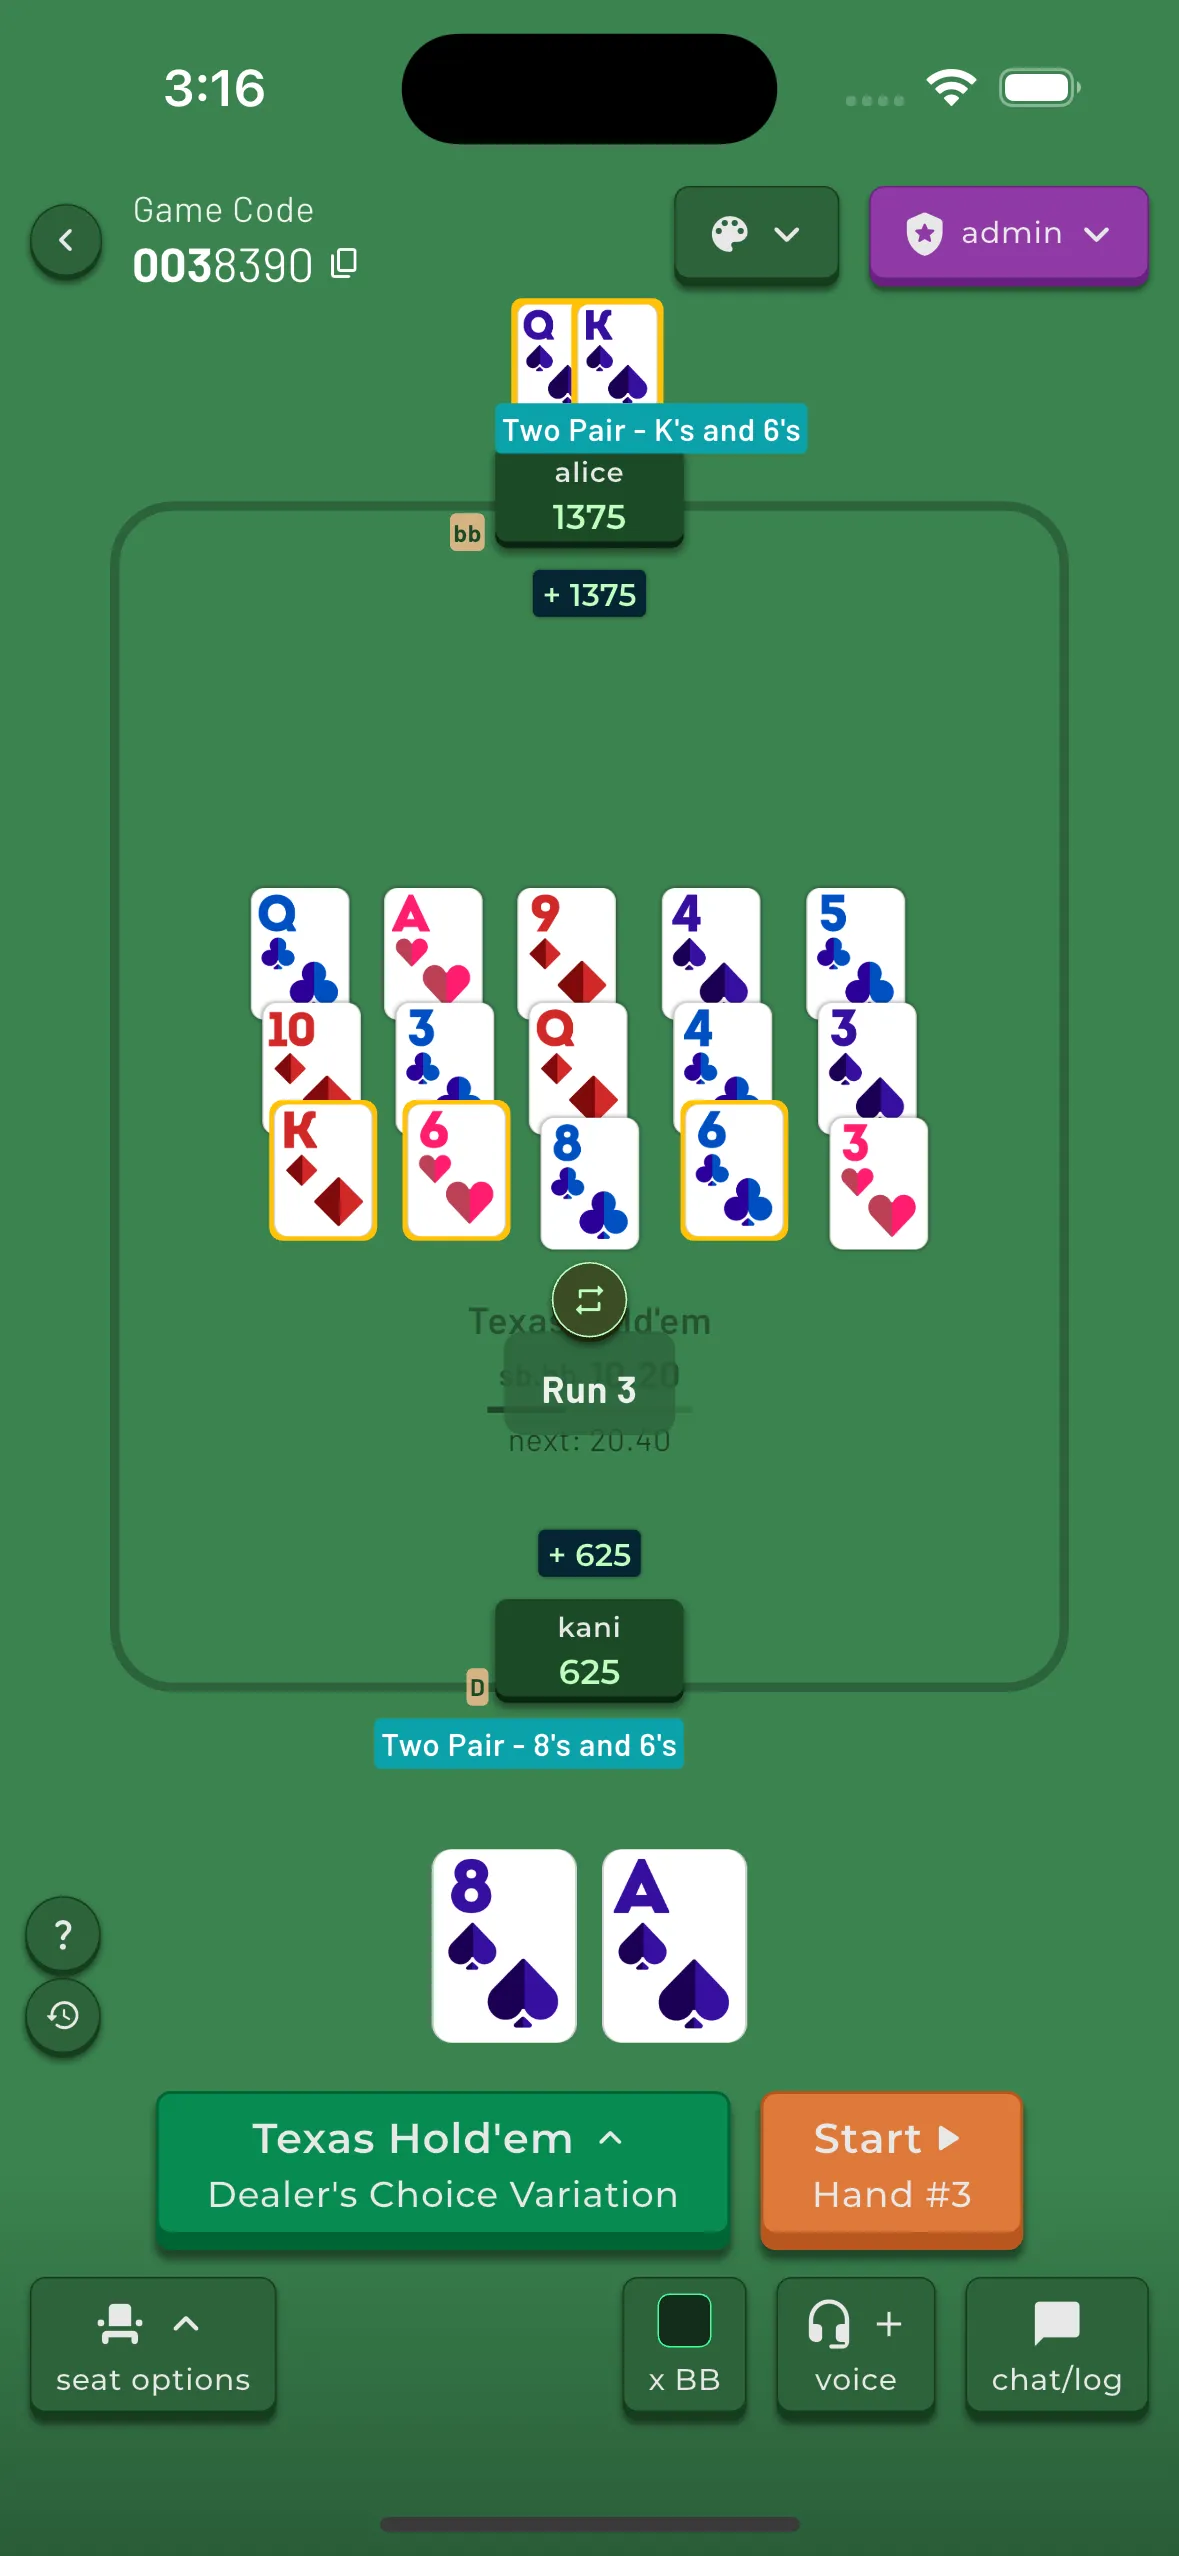 3:16
Game Code
0038390
admin
Q K
Two Pair - K's and 6's
alice
1375
bb
+ 1375
Q A 9 4 5
10 3 Q 4 3
K 6 8 6 3
Texas Hold'em
sb.bb 10.20
Run 3
next: 20.40
+ 625
kani
625
D
Two Pair - 8's and 6's
8 A
?
Texas Hold'em
Dealer's Choice Variation
Start
Hand #3
seat options
x BB
voice
chat/log